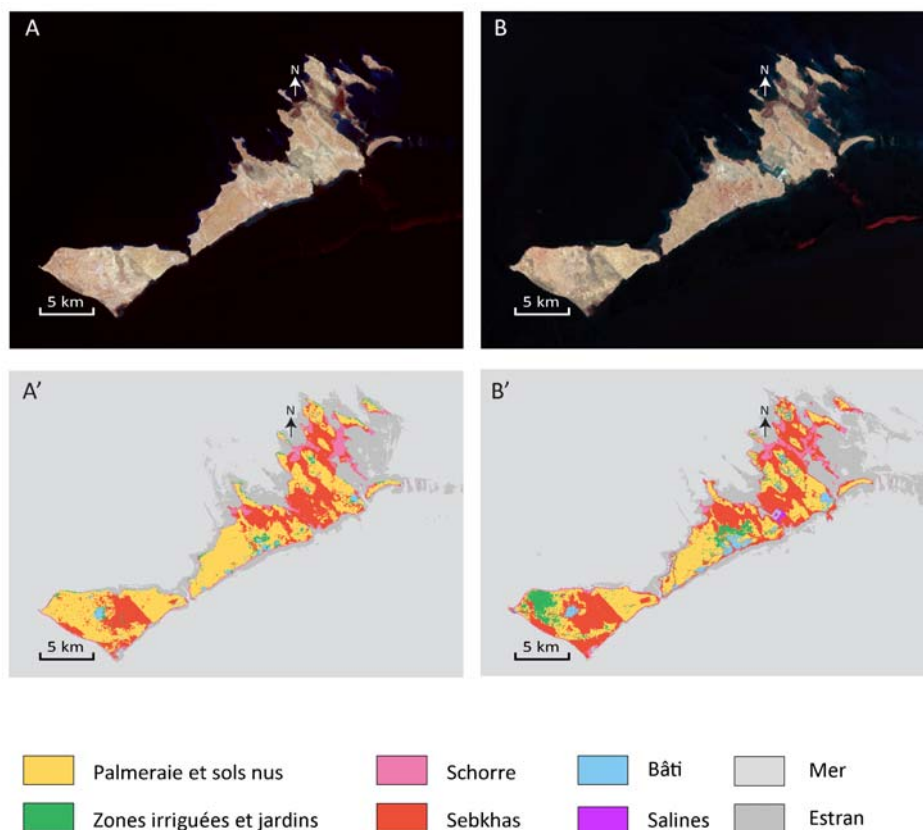 A
N
5 km
B
N
5 km
A'
N
5 km
B'
N
5 km
Palmeraie et sols nus
Schorre
Bâti
Mer
Zones irriguées et jardins
Sebkhas
Salines
Estran